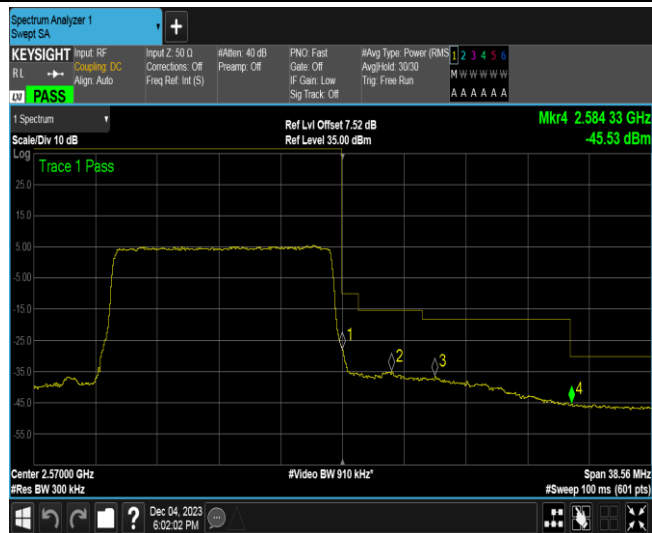 Spectrum Analyzer 1
Swept SA
+
KEYSIGHT
RL
LXI PASS
Input: RF
Coupling: DC
Align: Auto
Input Z: 50 Ω
Corrections: Off
Freq Ref: Int (S)
#Atten: 40 dB
Preamp: Off
PNO: Fast
Gate: Off
IF Gain: Low
Sig Track: Off
#Avg Type: Power (RMS
Avg|Hold: 30/30
Trig: Free Run
1 2 3 4 5 6
M W W W W W
A A A A A A
1 Spectrum
Scale/Div 10 dB
Ref Lvl Offset 7.52 dB
Ref Level 35.00 dBm
Mkr4 2.584 33 GHz
-45.53 dBm
Log
Trace 1 Pass
25.0
15.0
5.00
-5.00
-15.0
-25.0
-35.0
-45.0
-55.0
1
2
3
4
Center 2.57000 GHz
#Res BW 300 kHz
#Video BW 910 kHz*
Span 38.56 MHz
#Sweep 100 ms (601 pts)
?
Dec 04, 2023
6:02:02 PM